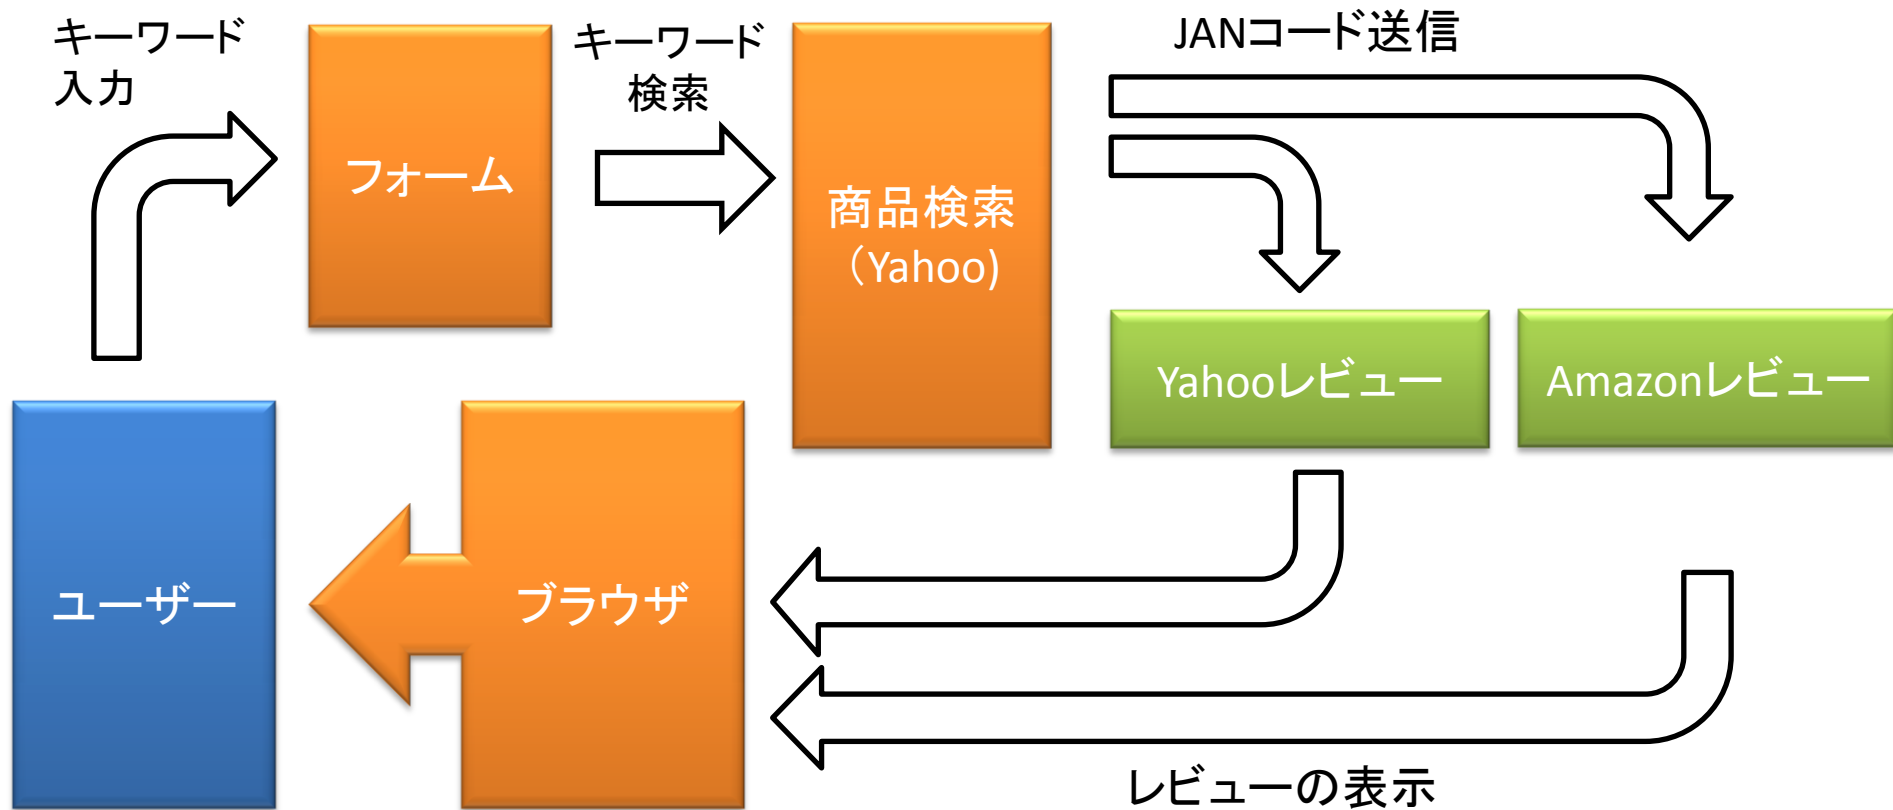 キーワード
入力
フォーム
キーワード
検索
商品検索
（Yahoo)
JANコード送信
Yahooレビュー
Amazonレビュー
ユーザー
ブラウザ
レビューの表示